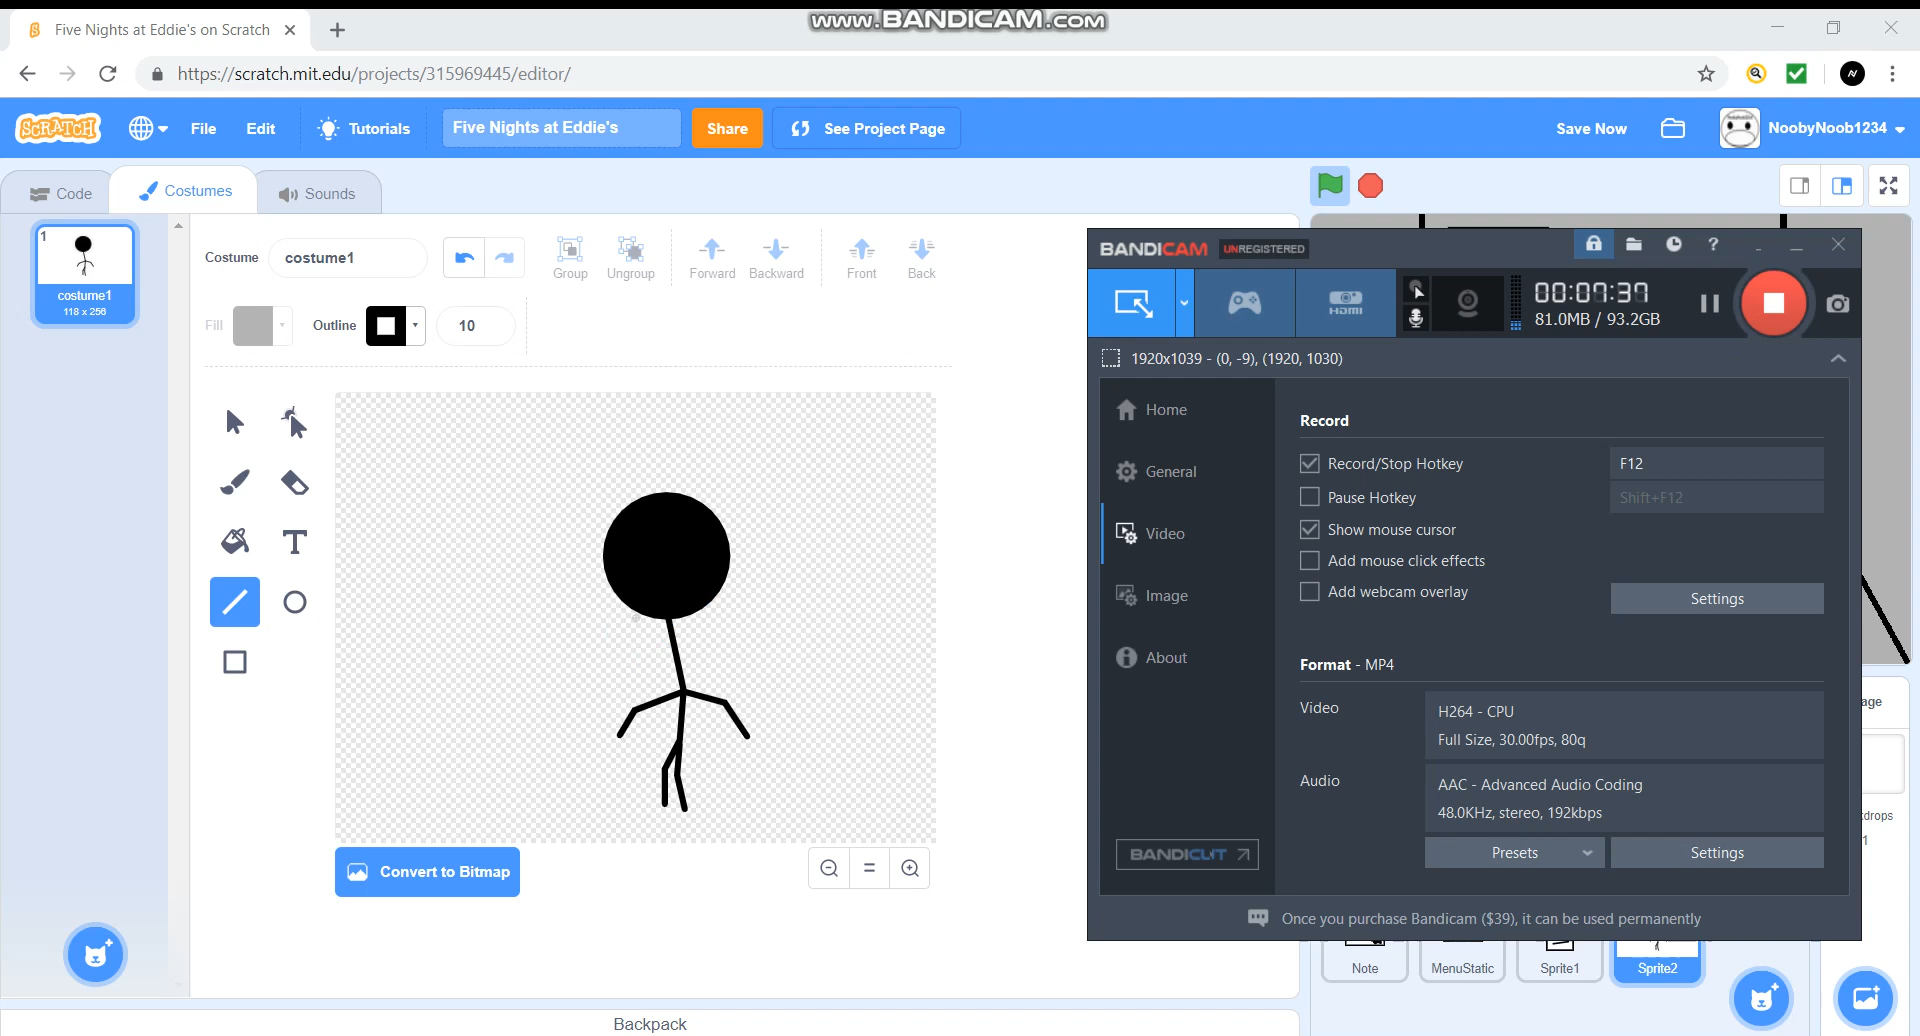 www.BANDICAM.com
Five Nights at Eddie's on Scratch
https://scratch.mit.edu/projects/315969445/editor/
SCRATCH
File
Edit
Tutorials
Five Nights at Eddie's
Share
See Project Page
Save Now
NoobyNoob1234
Code
Costumes
Sounds
1
costume1
118 x 256
Costume
costume1
Group
Ungroup
Forward
Backward
Front
Back
Fill
Outline
10
Convert to Bitmap
BANDICAM UNREGISTERED
HDMI
00:07:37
81.0MB / 93.2GB
1920x1039 - (0, -9), (1920, 1030)
Home
General
Video
Image
About
BANDICUT
Record
Record/Stop Hotkey
F12
Pause Hotkey
Shift+F12
Show mouse cursor
Add mouse click effects
Add webcam overlay
Settings
Format - MP4
Video
H264 - CPU
Full Size, 30.00fps, 80q
Audio
AAC - Advanced Audio Coding
48.0KHz, stereo, 192kbps
Presets
Settings
Once you purchase Bandicam ($39), it can be used permanently
age
drops
1
Note
MenuStatic
Sprite1
Sprite2
Backpack